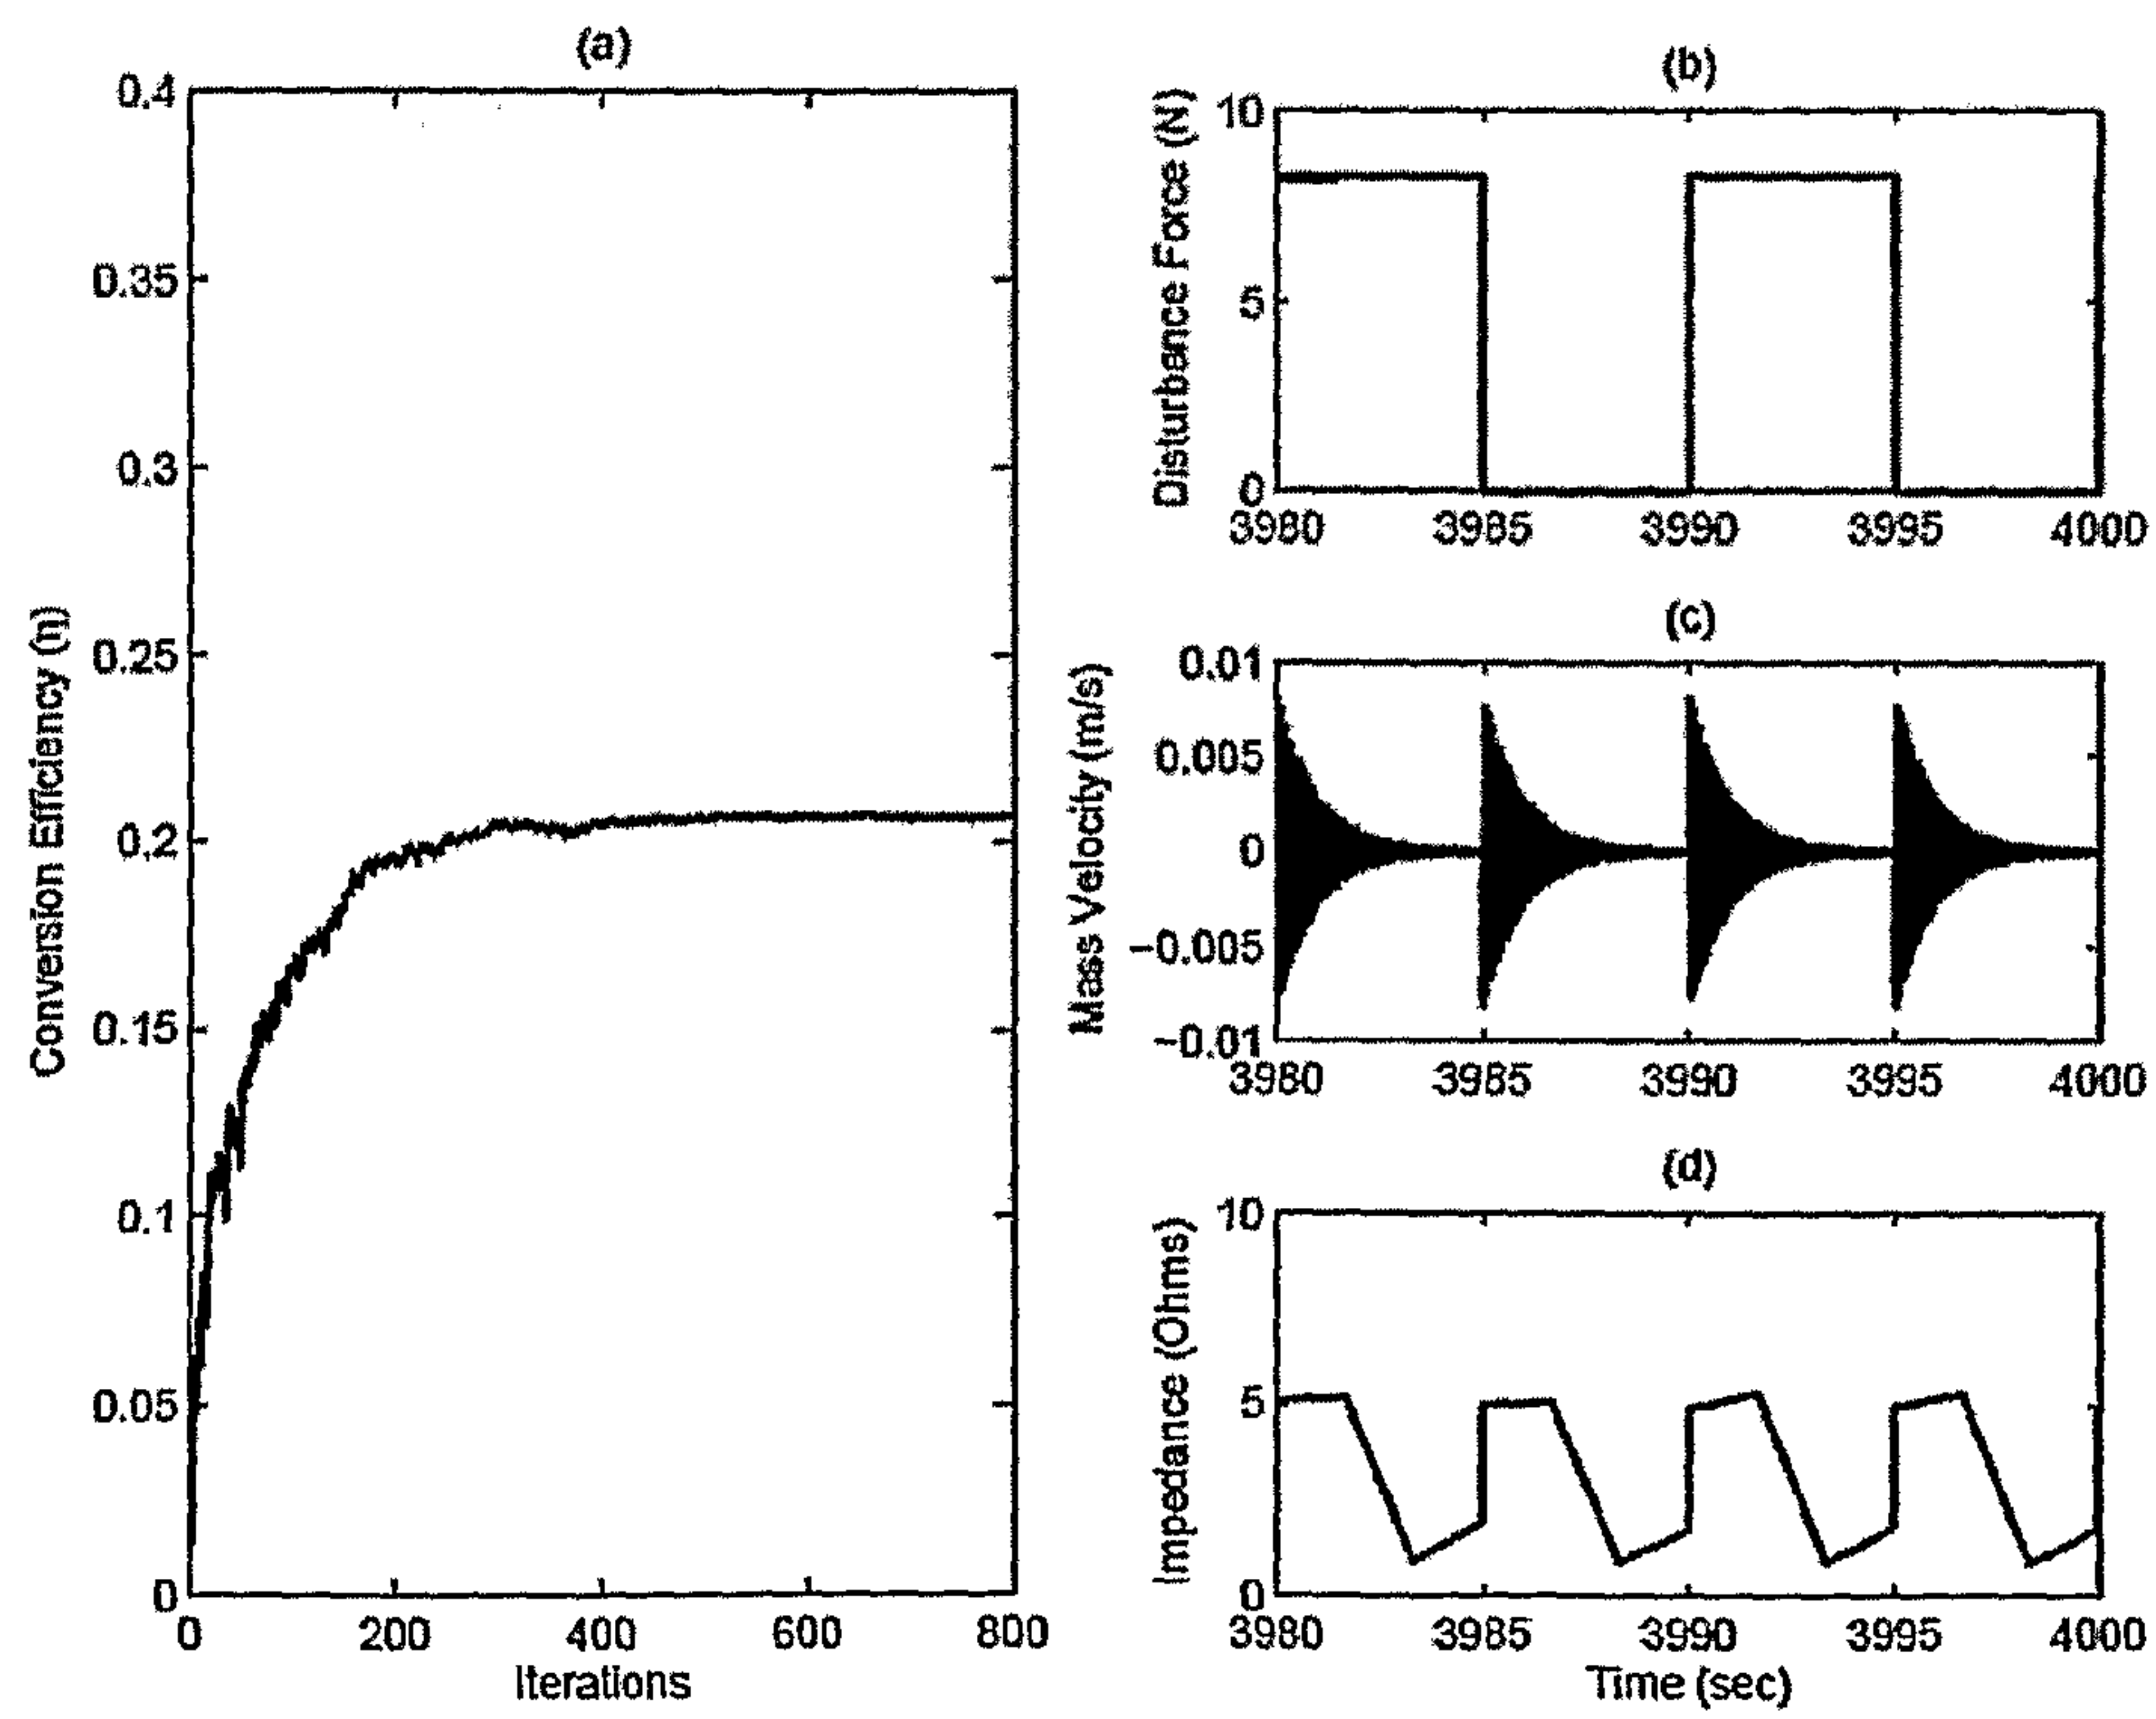 (a)
0.4
0.35
0.3
0.25
0.2
0.15
0.1
0.05
0
Conversion Efficiency (η)
0 200 400 600 800
Iterations
(b)
10
5
0
Disturbance Force (N)
3980 3985 3990 3995 4000
(c)
0.01
0.005
0
−0.005
−0.01
Mass Velocity (m/s)
3980 3985 3990 3995 4000
(d)
10
5
0
Impedance (Ohms)
3980 3985 3990 3995 4000
Time (sec)